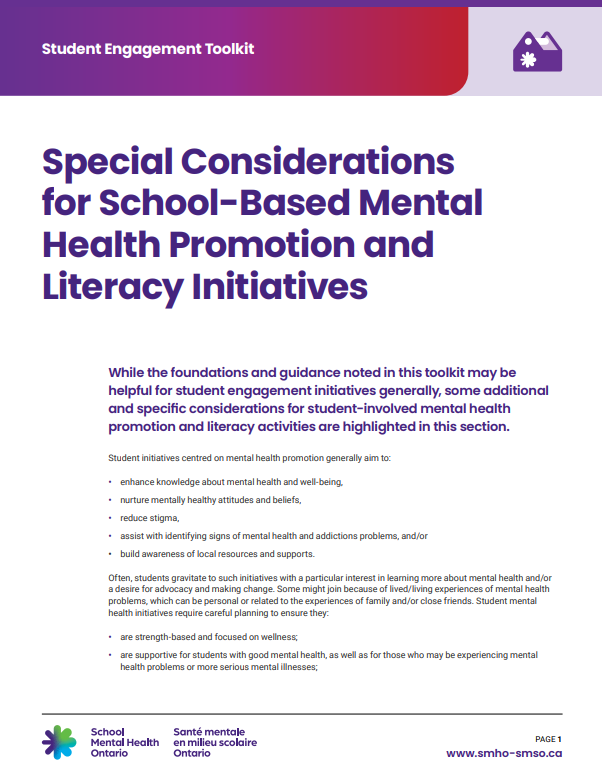 Student Engagement Toolkit
Special Considerations
for School-Based Mental
Health Promotion and
Literacy Initiatives
While the foundations and guidance noted in this toolkit may be
helpful for student engagement initiatives generally, some additional
and specific considerations for student-involved mental health
promotion and literacy activities are highlighted in this section.
Student initiatives centred on mental health promotion generally aim to:
• enhance knowledge about mental health and well-being,
• nurture mentally healthy attitudes and beliefs,
• reduce stigma,
• assist with identifying signs of mental health and addictions problems, and/or
• build awareness of local resources and supports.
Often, students gravitate to such initiatives with a particular interest in learning more about mental health and/or
a desire for advocacy and making change. Some might join because of lived/living experiences of mental health
problems, which can be personal or related to the experiences of family and/or close friends. Student mental
health initiatives require careful planning to ensure they:
• are strength-based and focused on wellness;
• are supportive for students with good mental health, as well as for those who may be experiencing mental
health problems or more serious mental illnesses;
School
Mental Health
Ontario
Santé mentale
en milieu scolaire
Ontario
PAGE 1
www.smho-smso.ca